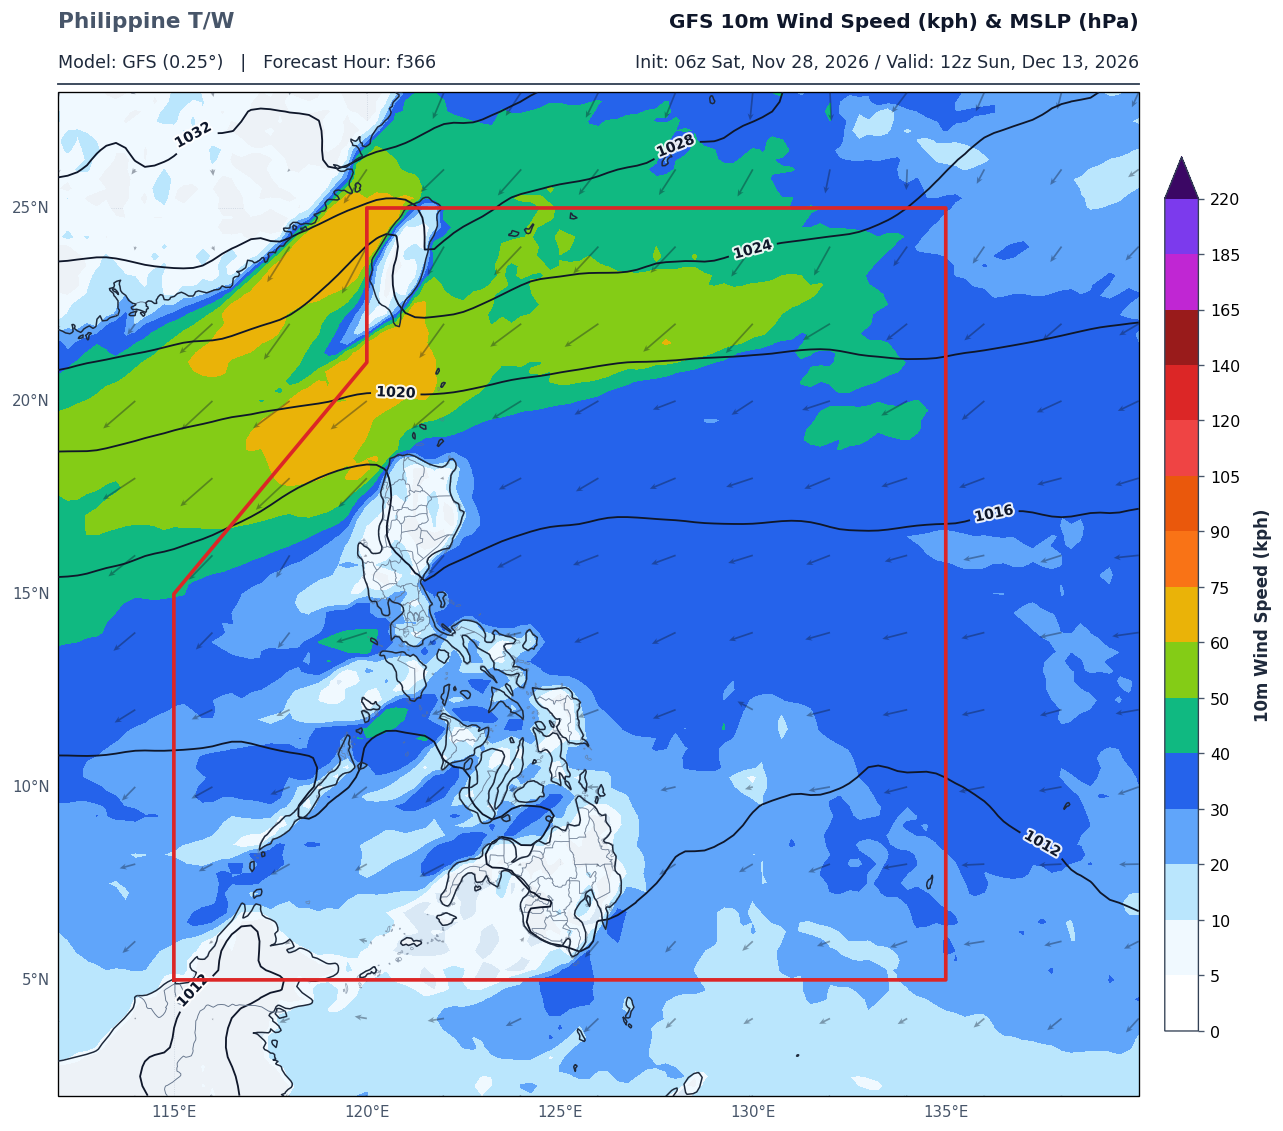 Philippine T/W
GFS 10m Wind Speed (kph) & MSLP (hPa)
Model: GFS (0.25°) | Forecast Hour: f366
Init: 06z Sat, Nov 28, 2026 / Valid: 12z Sun, Dec 13, 2026
1032
1028
1024
1020
1016
1012
1012
25°N
20°N
15°N
10°N
5°N
115°E
120°E
125°E
130°E
135°E
220
185
165
140
120
105
90
75
60
50
40
30
20
10
5
0
10m Wind Speed (kph)